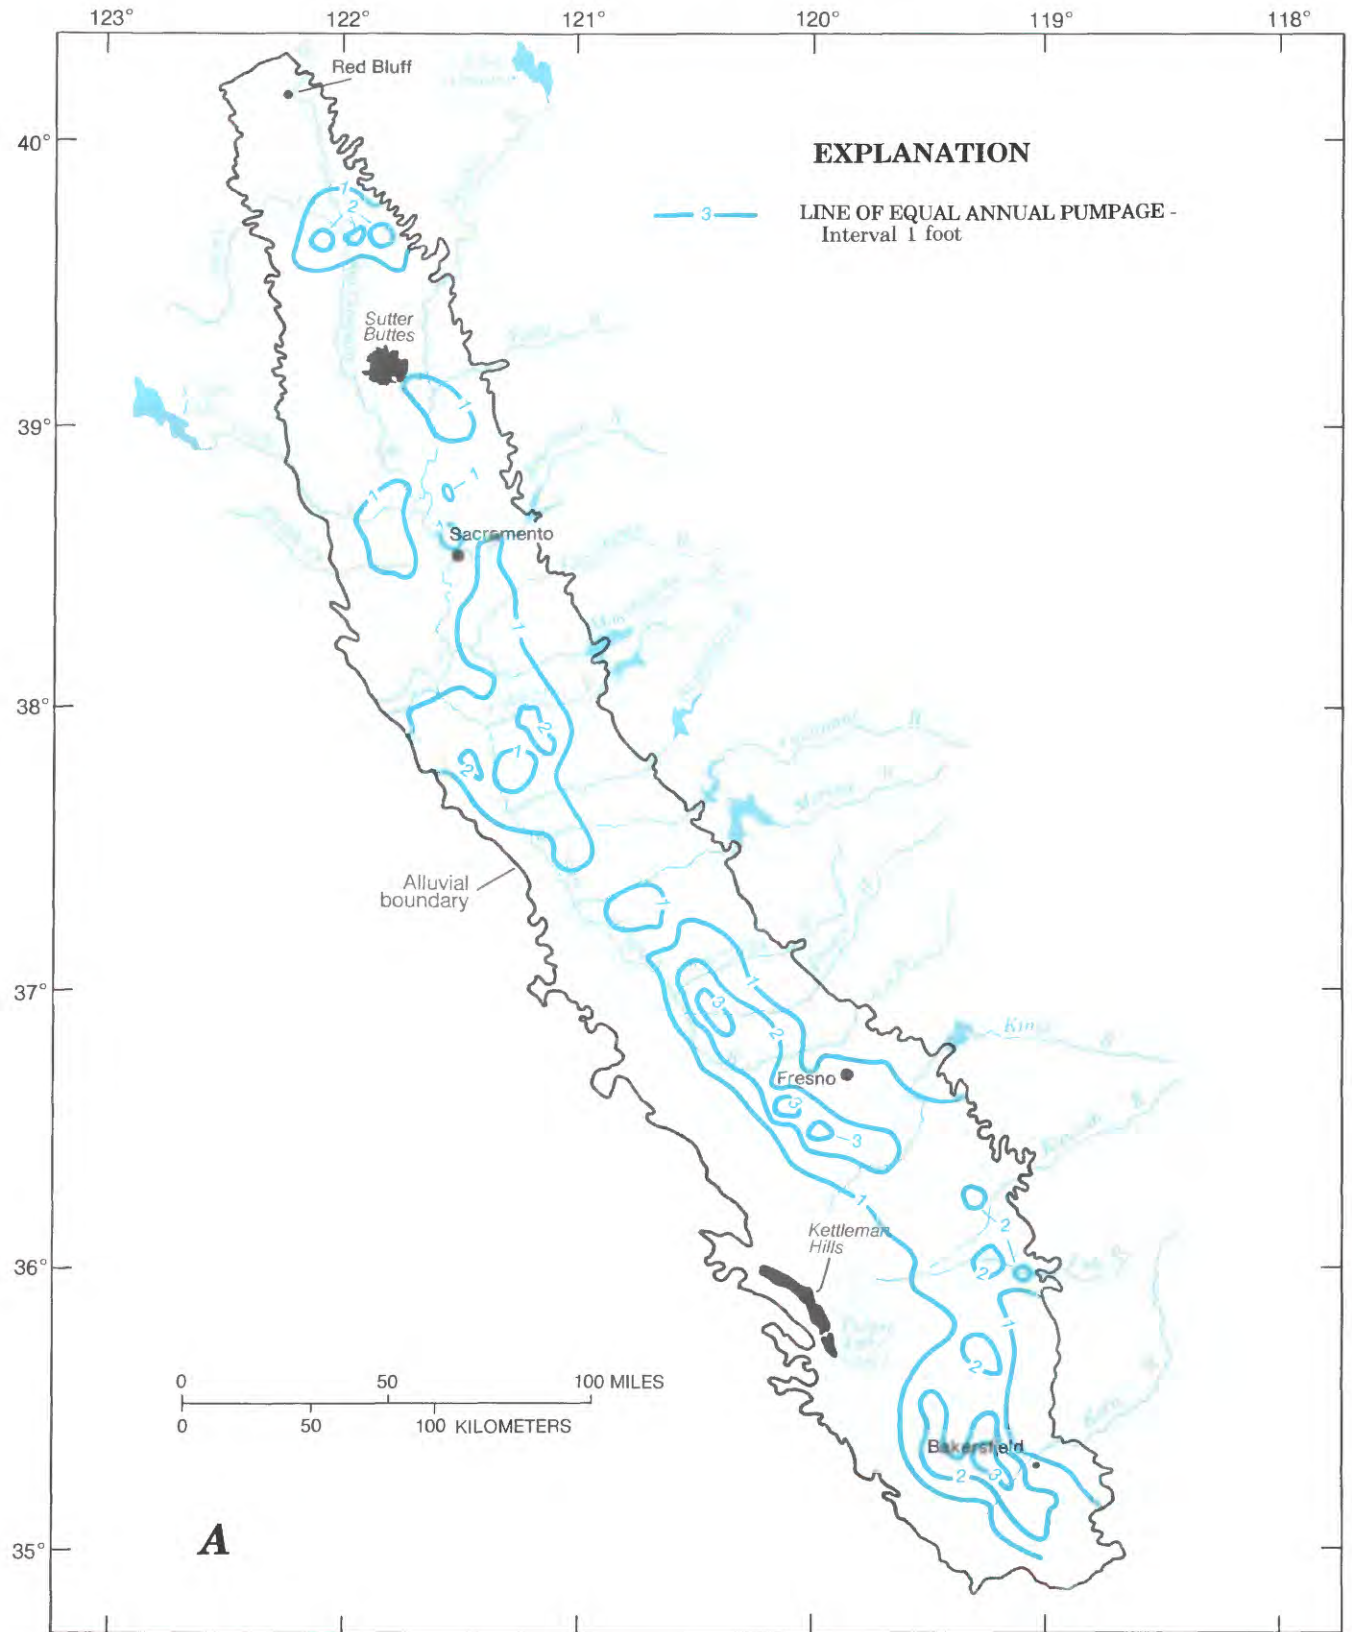 123° 122° 121° 120° 119° 118°
Red Bluff
40°
EXPLANATION
3
LINE OF EQUAL ANNUAL PUMPAGE -
Interval 1 foot
1
2
Sutter
Buttes
1
39°
1
1
Sacramento
1
38°
2
1
2
Alluvial
boundary
1
37°
1
3
2
Fresno
3
3
1
2
Kettleman
Hills
36°
2
1
2
0 50 100 MILES
0 50 100 KILOMETERS
Kings
R
Kern
Merced R
Bakersfield
2
3
A
35°